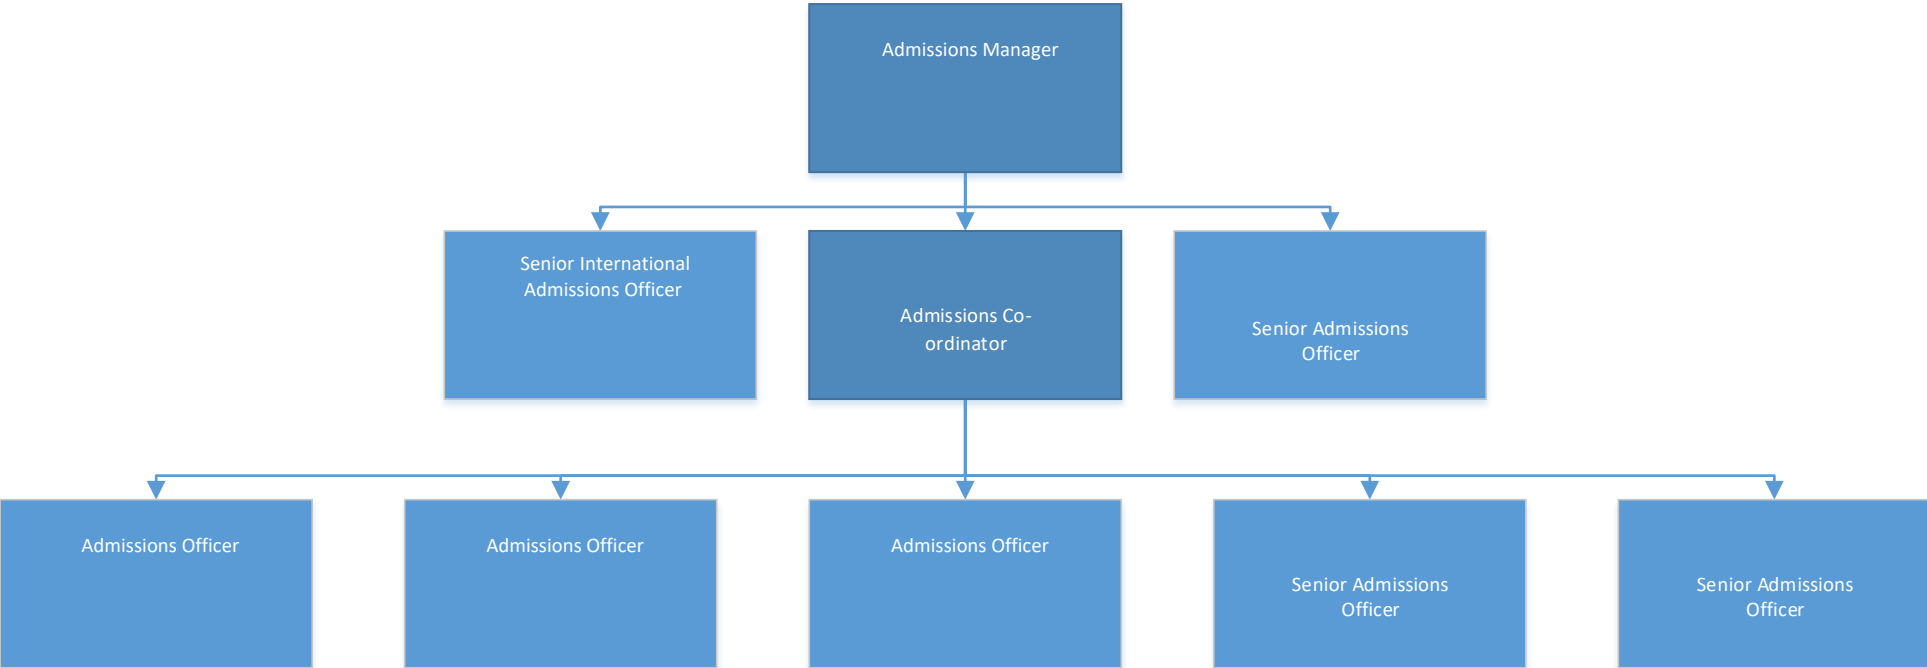 Admissions Manager
Senior International
Admissions Officer
Admissions Co-
ordinator
Senior Admissions
Officer
Admissions Officer
Admissions Officer
Admissions Officer
Senior Admissions
Officer
Senior Admissions
Officer